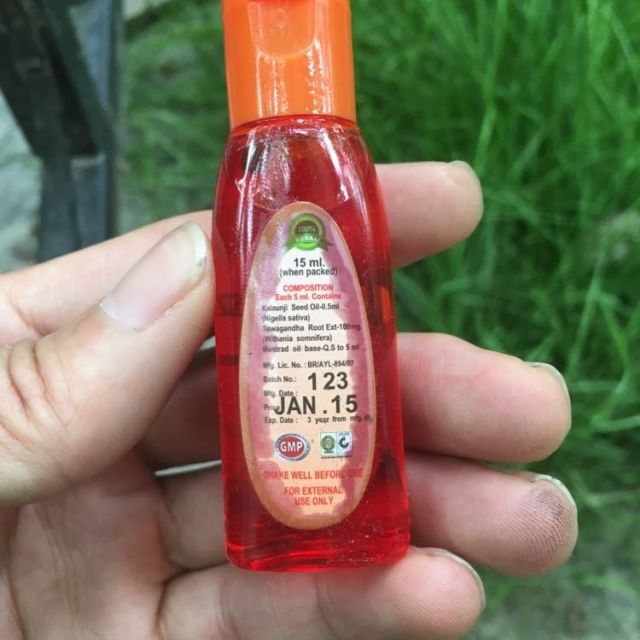 100%
HERBAL
15 ml.
(when packed)
COMPOSITION
Each 5 ml. Contains
Kalaunji Seed Oil-0.5ml
(Nigella sativa)
Aswagandha Root Ext-100mg.
(Withania somnifera)
Mustrad oil base-Q.S to 5 ml
Mfg. Lic. No. : BR/AYL-894/07
Batch No.: 123
Mfg. Date :
JAN.15
Exp. Date : 3 year from mfg. dt.
GMP
SHAKE WELL BEFORE USE
FOR EXTERNAL
USE ONLY